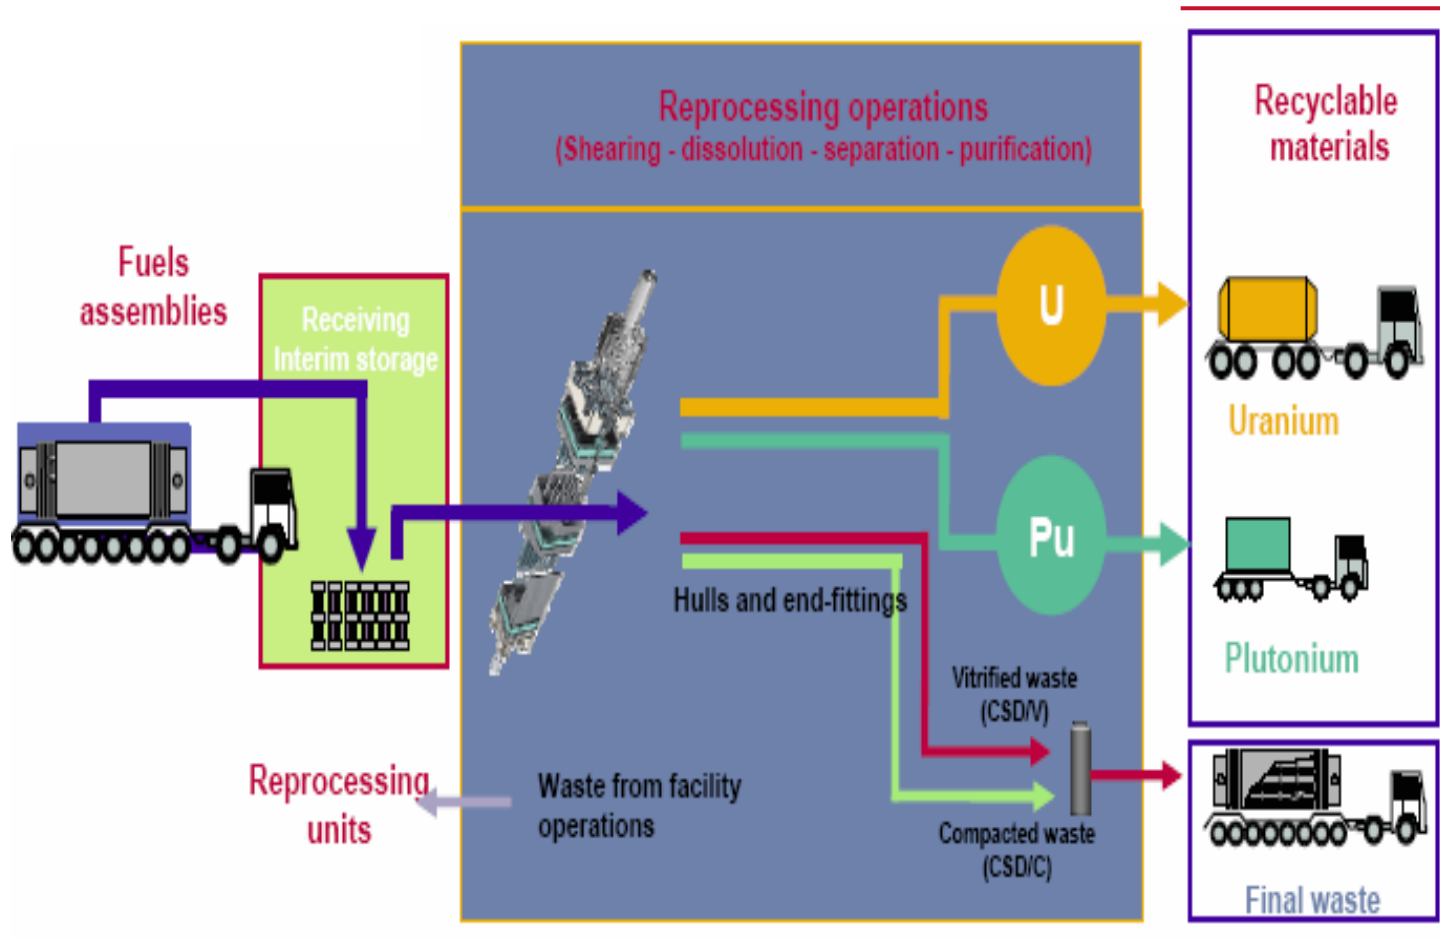 Reprocessing operations
(Shearing - dissolution - separation - purification)
Recyclable
materials
Fuels
assemblies
Receiving
Interim storage
U
Uranium
Pu
Hulls and end-fittings
Plutonium
Vitrified waste
(CSD/V)
Reprocessing
units
Waste from facility
operations
Compacted waste
(CSD/C)
Final waste